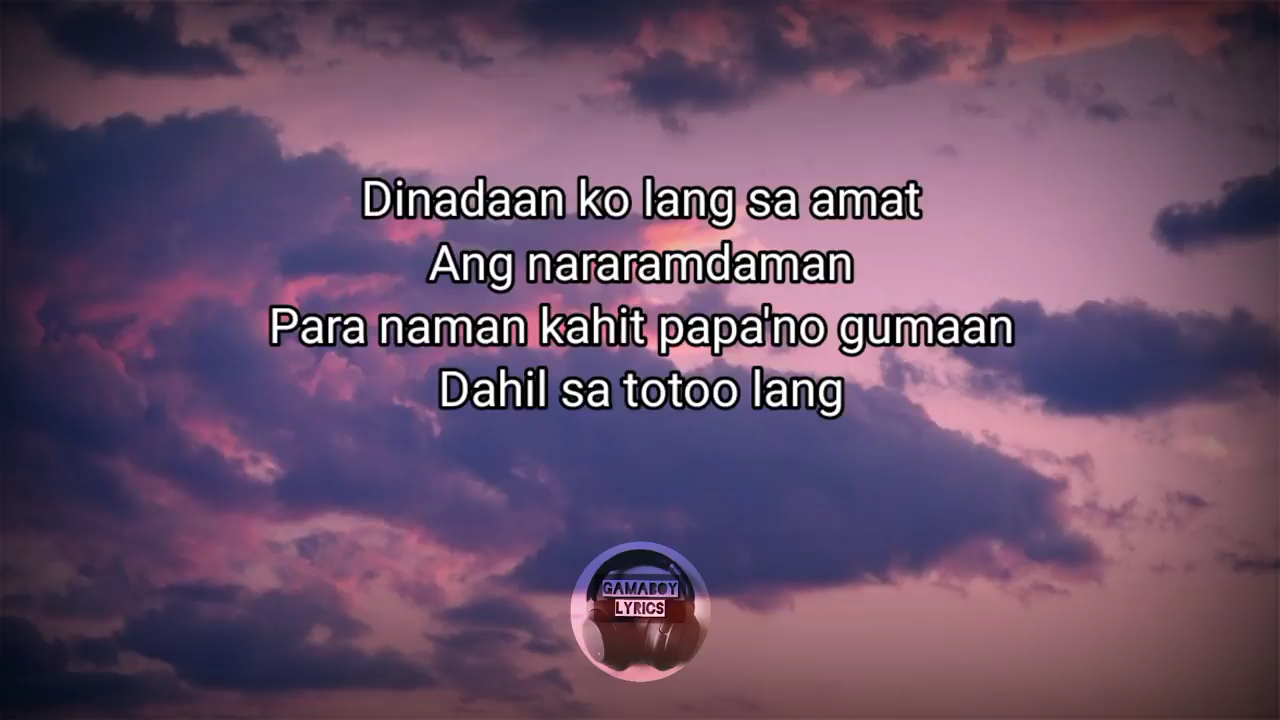 Dinadaan ko lang sa amat
Ang nararamdaman
Para naman kahit papa'no gumaan
Dahil sa totoo lang
GAMABOY
LYRICS